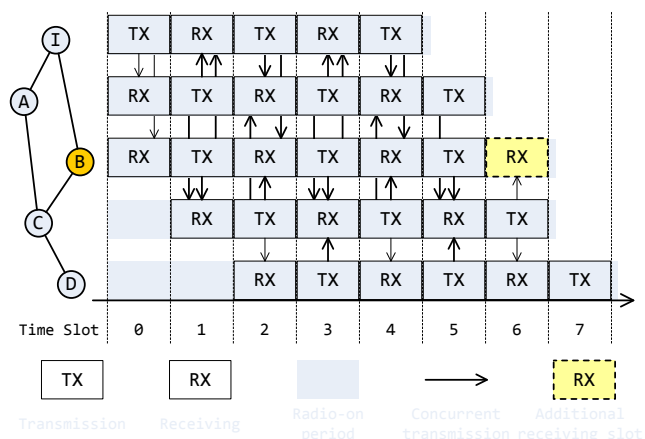 I
TX RX TX RX TX
A
RX TX RX TX RX TX
B
RX TX RX TX RX TX RX
C
RX TX RX TX RX TX
D
RX TX RX TX RX TX
Time Slot 0 1 2 3 4 5 6 7
TX RX RX
Transmission Receiving Radio-on period Concurrent transmission Additional receiving slot